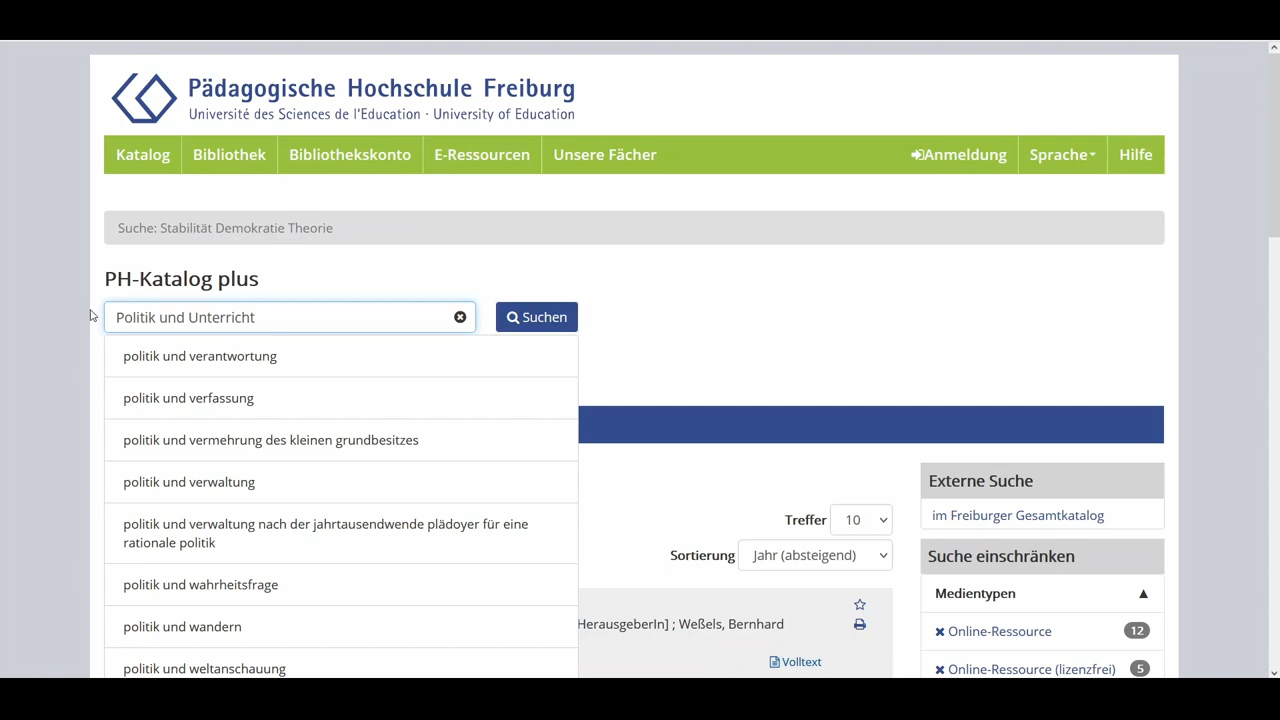 Pädagogische Hochschule Freiburg
Université des Sciences de l'Education · University of Education
Katalog Bibliothek Bibliothekskonto E-Ressourcen Unsere Fächer Anmeldung Sprache Hilfe
Suche: Stabilität Demokratie Theorie
PH-Katalog plus
Politik und Unterricht Suchen
politik und verantwortung
politik und verfassung
politik und vermehrung des kleinen grundbesitzes
politik und verwaltung
politik und verwaltung nach der jahrtausendwende plädoyer für eine
rationale politik
politik und wahrheitsfrage
politik und wandern
politik und weltanschauung
Treffer 10
Sortierung Jahr (absteigend)
HerausgeberIn] ; Weßels, Bernhard
Volltext
Externe Suche
im Freiburger Gesamtkatalog
Suche einschränken
Medientypen
Online-Ressource 12
Online-Ressource (lizenzfrei) 5